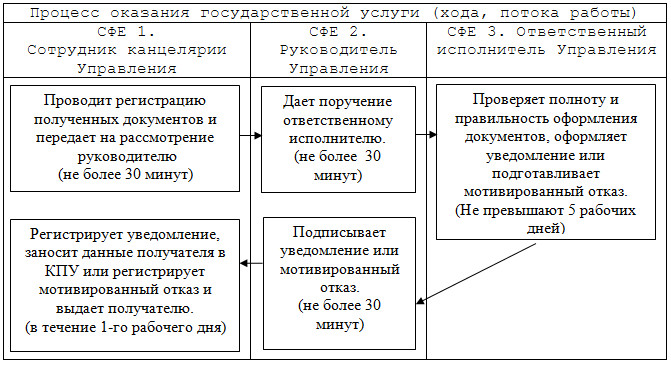 Процесс оказания государственной услуги (хода, потока работы)
СФЕ 1.
Сотрудник канцелярии
Управления
СФЕ 2.
Руководитель
Управления
СФЕ 3. Ответственный
исполнитель Управления
Проводит регистрацию
полученных документов и
передает на рассмотрение
руководителю
(не более 30 минут)
Дает поручение
ответственному
исполнителю.
(не более 30
минут)
Проверяет полноту и
правильность оформления
документов, оформляет
уведомление или
подготавливает
мотивированный отказ.
(Не превышают 5 рабочих
дней)
Регистрирует уведомление,
заносит данные получателя в
КПУ или регистрирует
мотивированный отказ и
выдает получателю.
(в течение 1-го рабочего дня)
Подписывает
уведомление или
мотивированный
отказ.
(не более 30
минут)